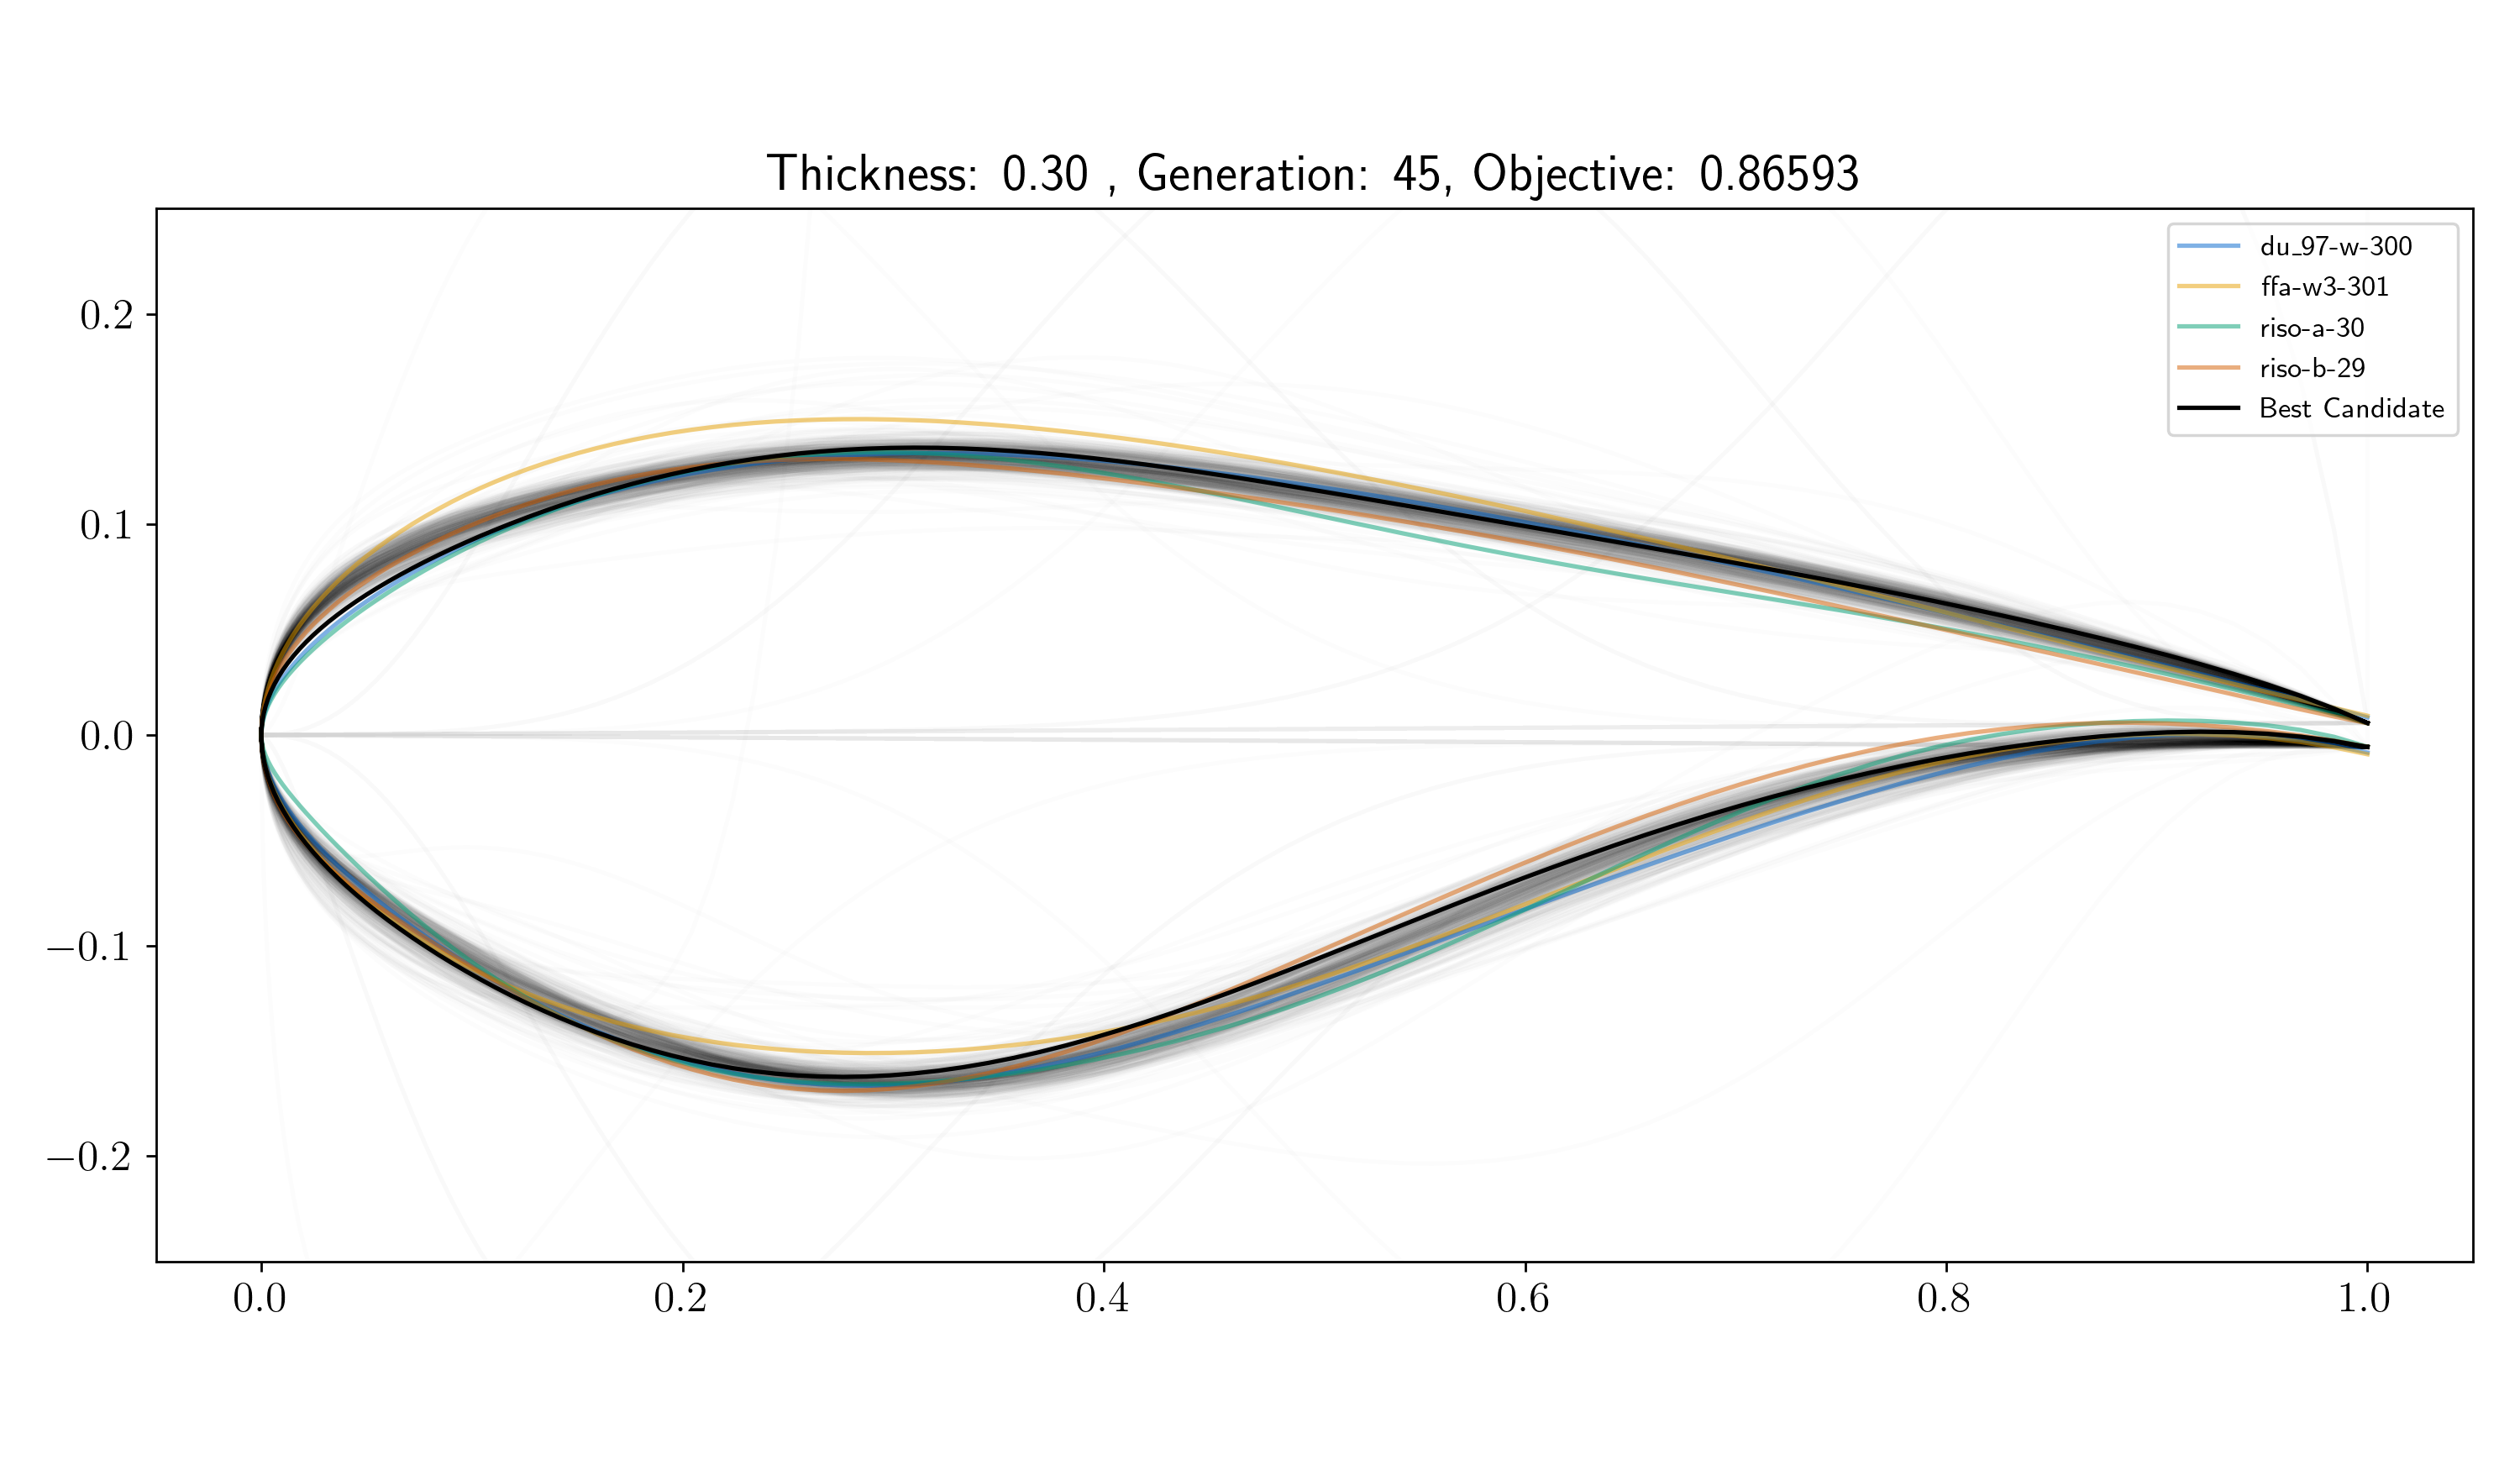 Thickness: 0.30 , Generation: 45, Objective: 0.86593
du_97-w-300
ffa-w3-301
riso-a-30
riso-b-29
Best Candidate
0.2
0.1
0.0
−0.1
−0.2
0.0 0.2 0.4 0.6 0.8 1.0